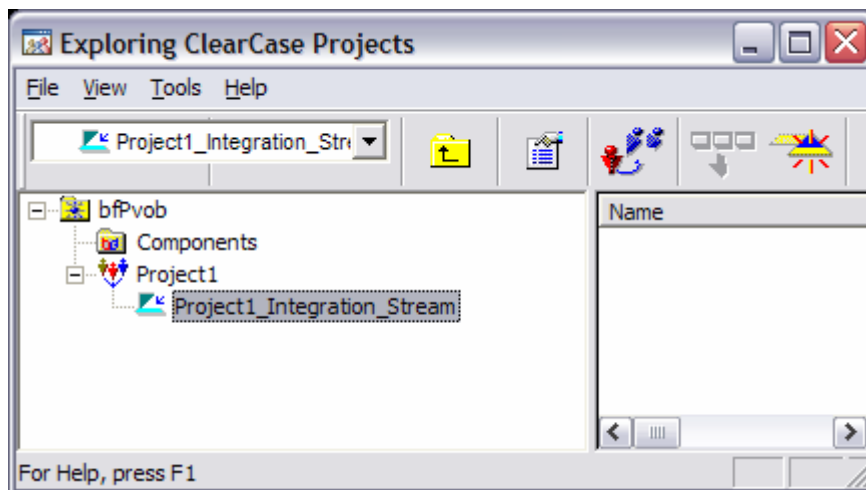 Exploring ClearCase Projects
File View Tools Help
Project1_Integration_Stre
bfPvob
Name
Components
Project1
Project1_Integration_Stream
For Help, press F1